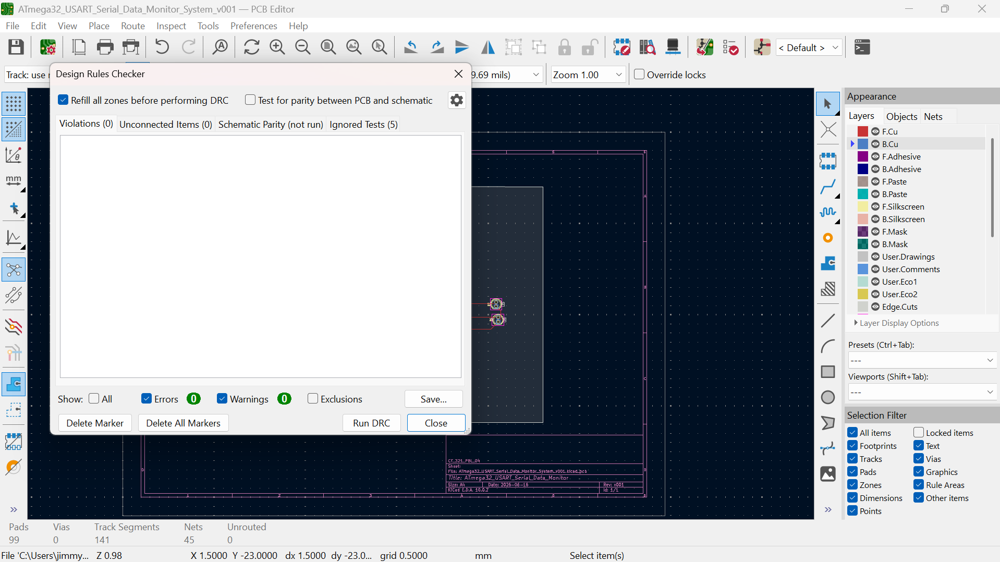 ATmega32_USART_Serial_Data_Monitor_System_v001 — PCB Editor
File Edit View Place Route Inspect Tools Preferences Help
< Default >
Track: use
9.69 mils)
Zoom 1.00
Override locks
Design Rules Checker
Refill all zones before performing DRC
Test for parity between PCB and schematic
Violations (0)
Unconnected Items (0)
Schematic Parity (not run)
Ignored Tests (5)
Show:
All
Errors 0
Warnings 0
Exclusions
Save...
Delete Marker
Delete All Markers
Run DRC
Close
mm
CT_321_PBL_04
Sheet:
File: ATmega32_USART_Serial_Data_Monitor_System_v001.kicad_pcb
Title: ATmega32_USART_Serial_Data_Monitor
Size: A4
Date: 2026-06-16
Rev: v001
KiCad E.D.A. 10.0.2
Id: 1/1
Appearance
Layers
Objects
Nets
F.Cu
B.Cu
F.Adhesive
B.Adhesive
F.Paste
B.Paste
F.Silkscreen
B.Silkscreen
F.Mask
B.Mask
User.Drawings
User.Comments
User.Eco1
User.Eco2
Edge.Cuts
Layer Display Options
Presets (Ctrl+Tab):
---
Viewports (Shift+Tab):
---
Selection Filter
All items
Locked items
Footprints
Text
Tracks
Vias
Pads
Graphics
Zones
Rule Areas
Dimensions
Other items
Points
Pads Vias Track Segments Nets Unrouted
99 0 141 45 0
File 'C:\Users\jimmy... Z 0.98 X 1.5000 Y -23.0000 dx 1.5000 dy -23.0... grid 0.5000 mm Select item(s)